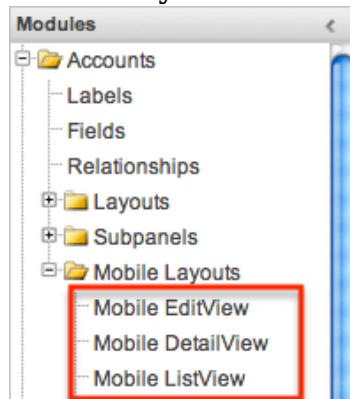 Modules <
Accounts
Labels
Fields
Relationships
Layouts
Subpanels
Mobile Layouts
Mobile EditView
Mobile DetailView
Mobile ListView